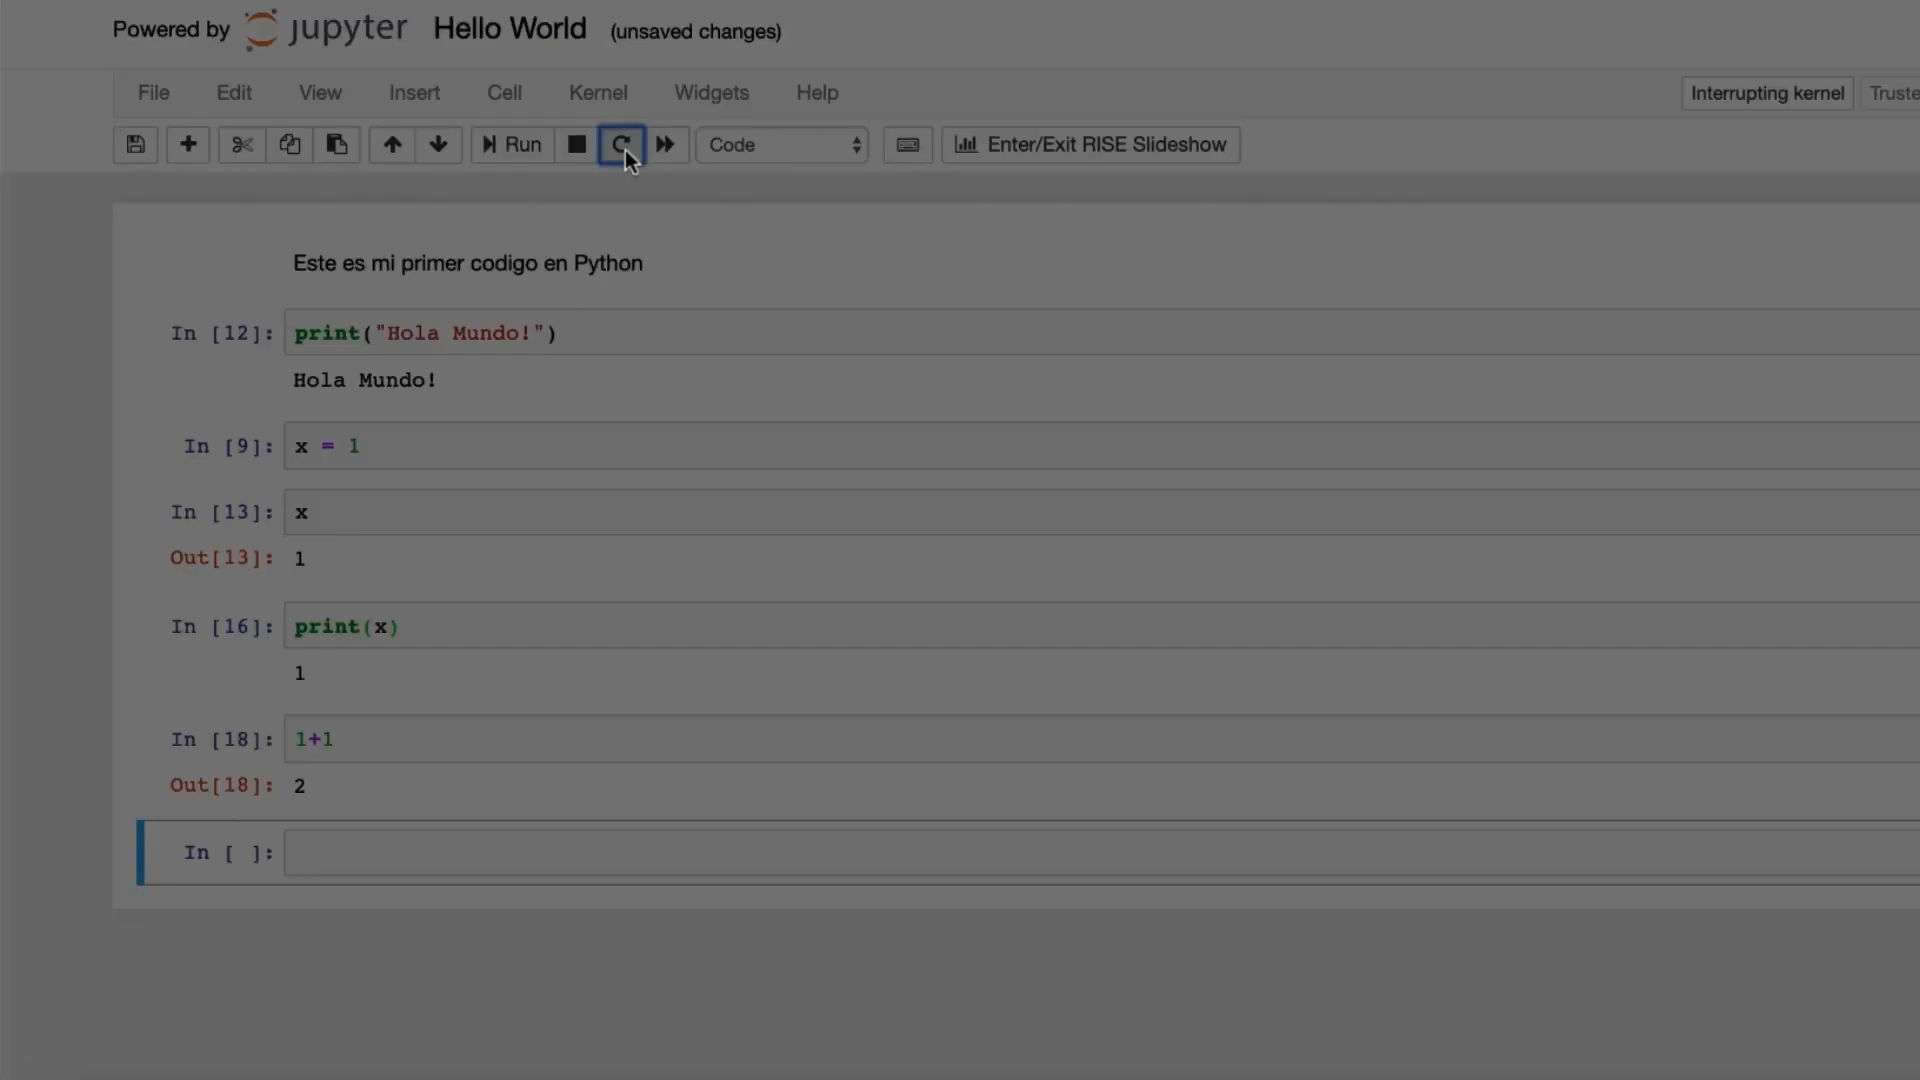 Powered by jupyter Hello World (unsaved changes)
File Edit View Insert Cell Kernel Widgets Help Interrupting kernel Truste
Run Code Enter/Exit RISE Slideshow
Este es mi primer codigo en Python
In [12]: print("Hola Mundo!")
Hola Mundo!
In [9]: x = 1
In [13]: x
Out[13]: 1
In [16]: print(x)
1
In [18]: 1+1
Out[18]: 2
In [ ]: